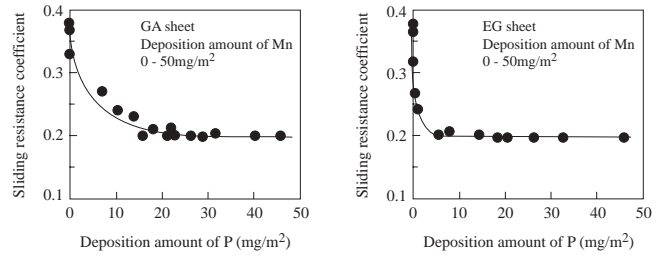 0.4
0.3
0.2
0.1
Sliding resistance coefficient
GA sheet
Deposition amount of Mn
0 - 50mg/m²
0 10 20 30 40 50
Deposition amount of P (mg/m²)
0.4
0.3
0.2
0.1
Sliding resistance coefficient
EG sheet
Deposition amount of Mn
0 - 50mg/m²
0 10 20 30 40 50
Deposition amount of P (mg/m²)